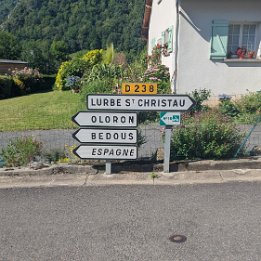 D 238
LURBE ST CHRISTAU
OLORON
BEDOUS
ESPAGNE